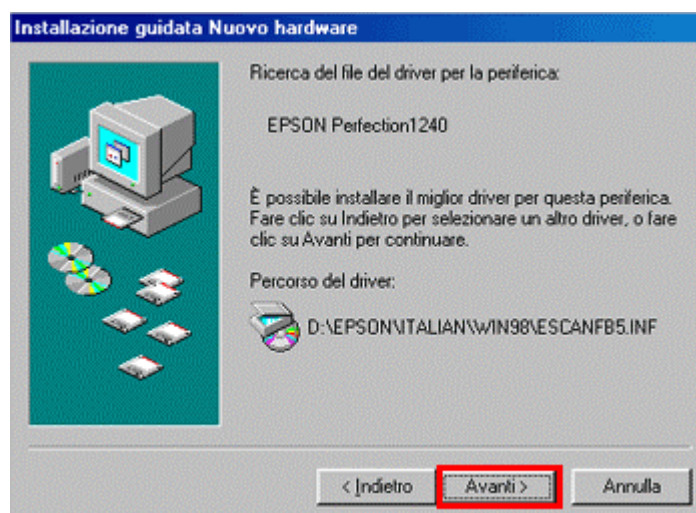 Installazione guidata Nuovo hardware
Ricerca del file del driver per la periferica:
EPSON Perfection1240
È possibile installare il miglior driver per questa periferica.
Fare clic su Indietro per selezionare un altro driver, o fare
clic su Avanti per continuare.
Percorso del driver:
D:\EPSON\ITALIAN\WIN98\ESCANFB5.INF
< Indietro
Avanti >
Annulla